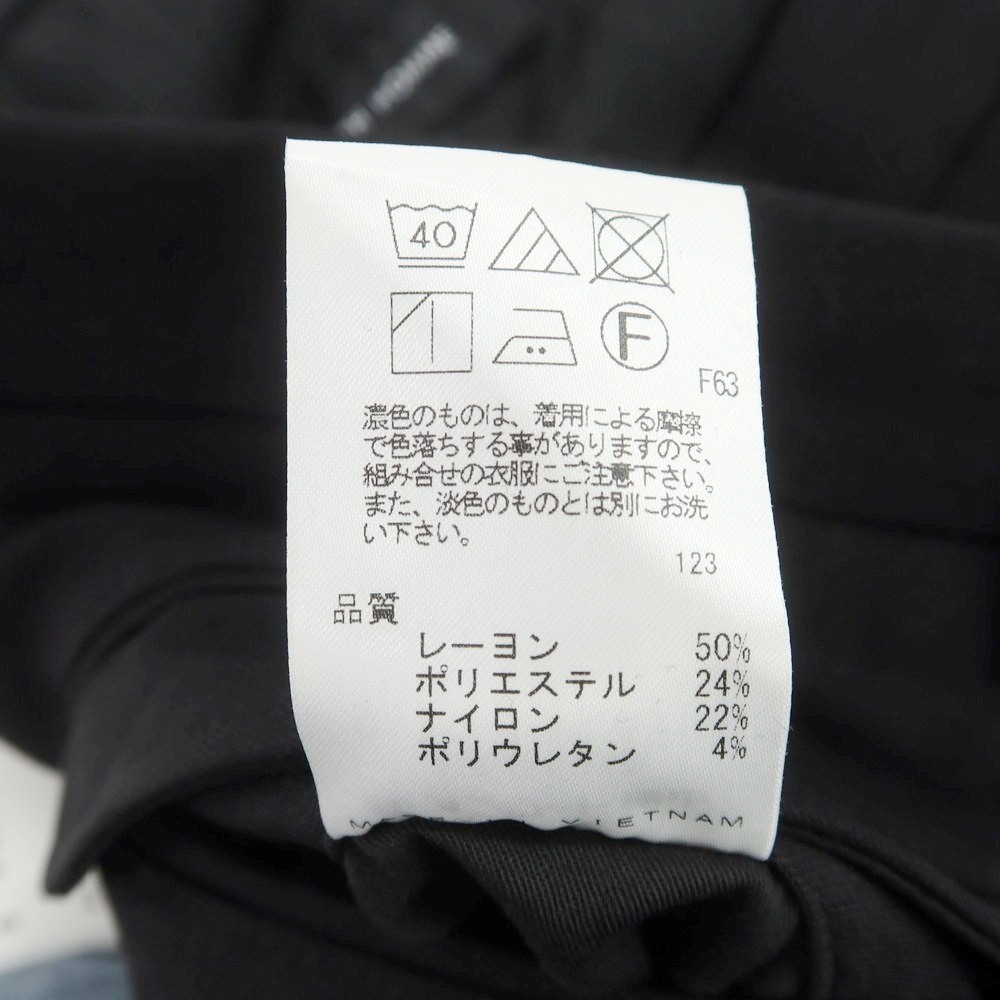 40
F
F63
濃色のものは、着用による摩擦
で色落ちする事がありますので、
組み合せの衣服にご注意下さい。
また、淡色のものとは別にお洗
い下さい。
123
品質
レーヨン 50%
ポリエステル 24%
ナイロン 22%
ポリウレタン 4%
VIETNAM